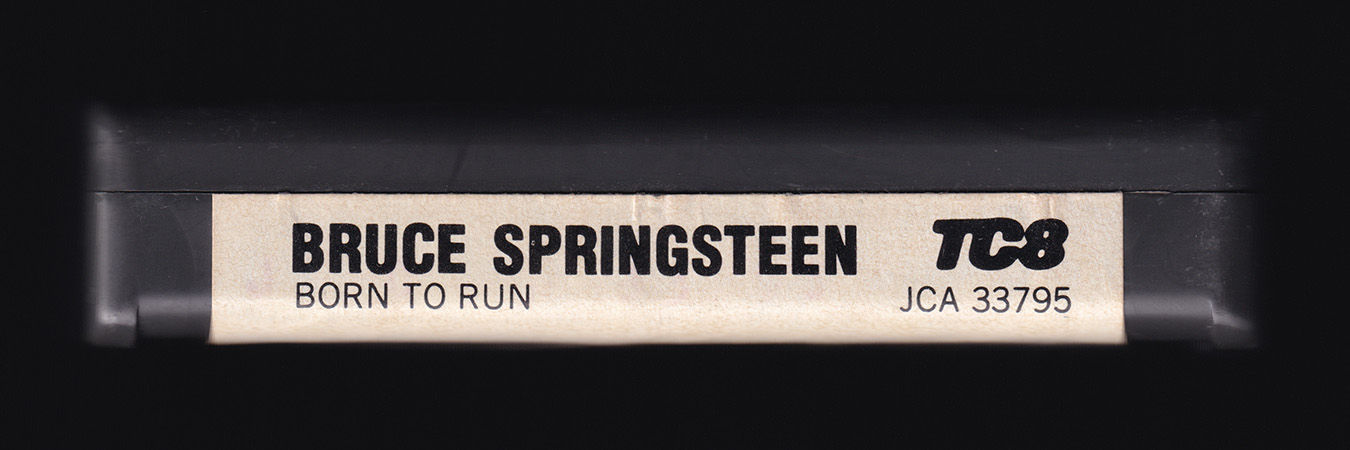 BRUCE SPRINGSTEEN
BORN TO RUN
TC8
JCA 33795